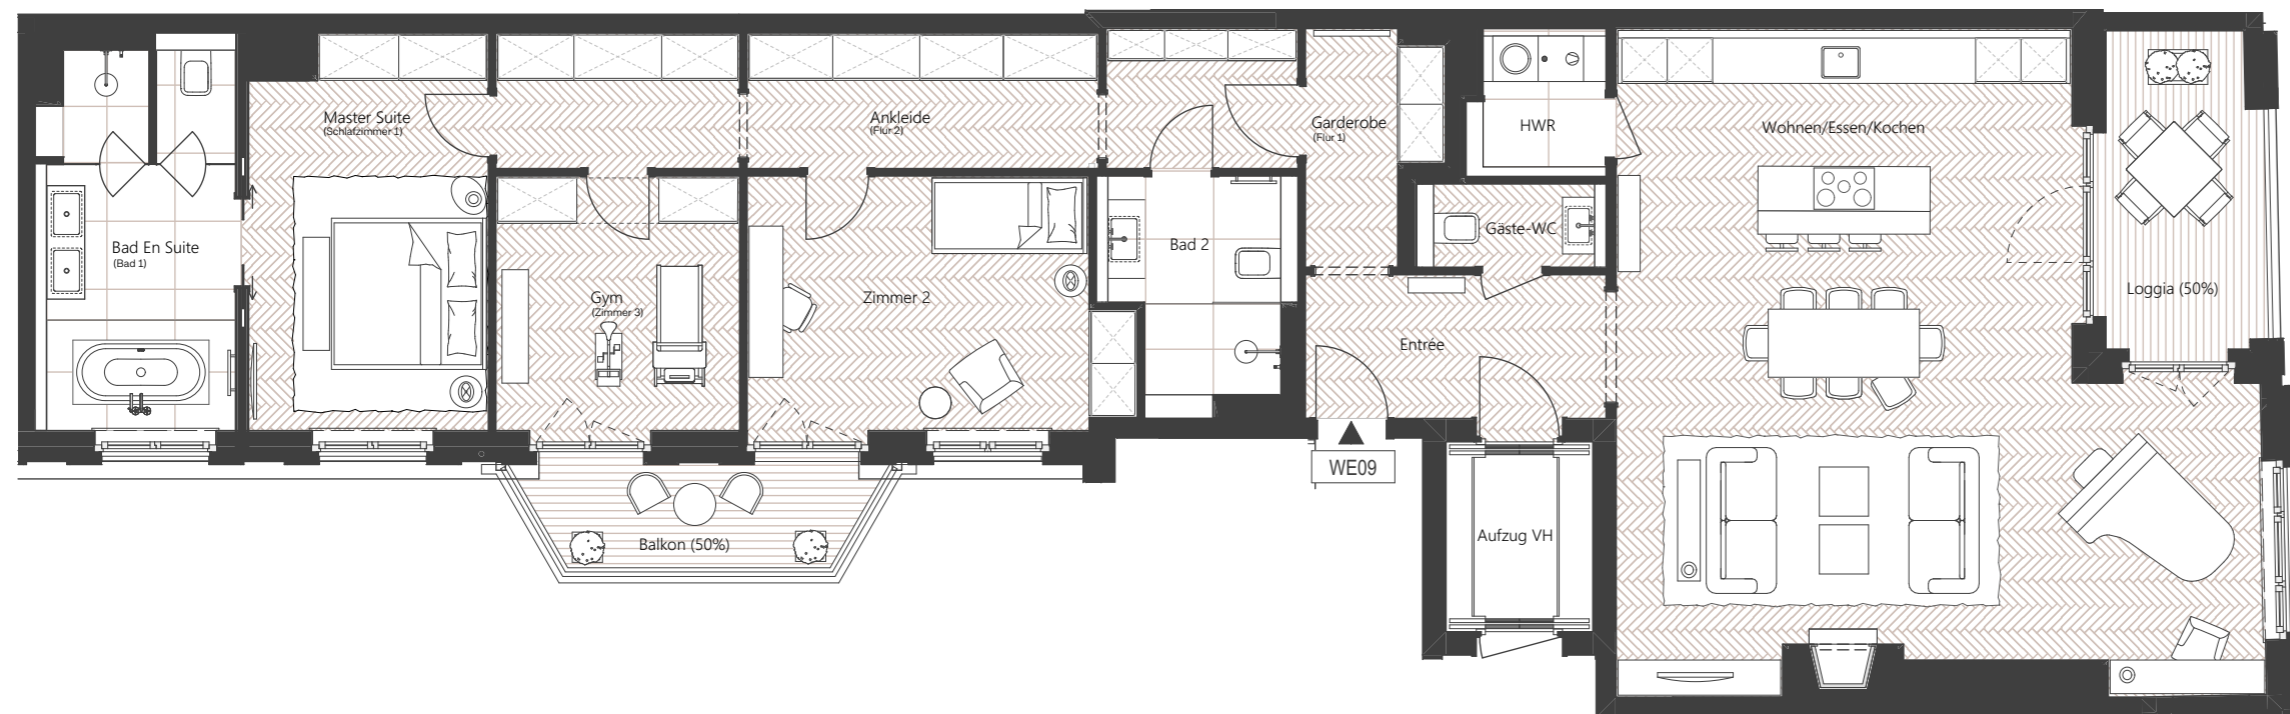 Master Suite
(Schlafzimmer 1)
Ankleide
(Flur 2)
Garderobe
(Flur 1)
HWR
Wohnen/Essen/Kochen
Bad En Suite
(Bad 1)
Gym
(Zimmer 3)
Zimmer 2
Bad 2
Gäste-WC
Loggia (50%)
Entrée
WE09
Balkon (50%)
Aufzug VH